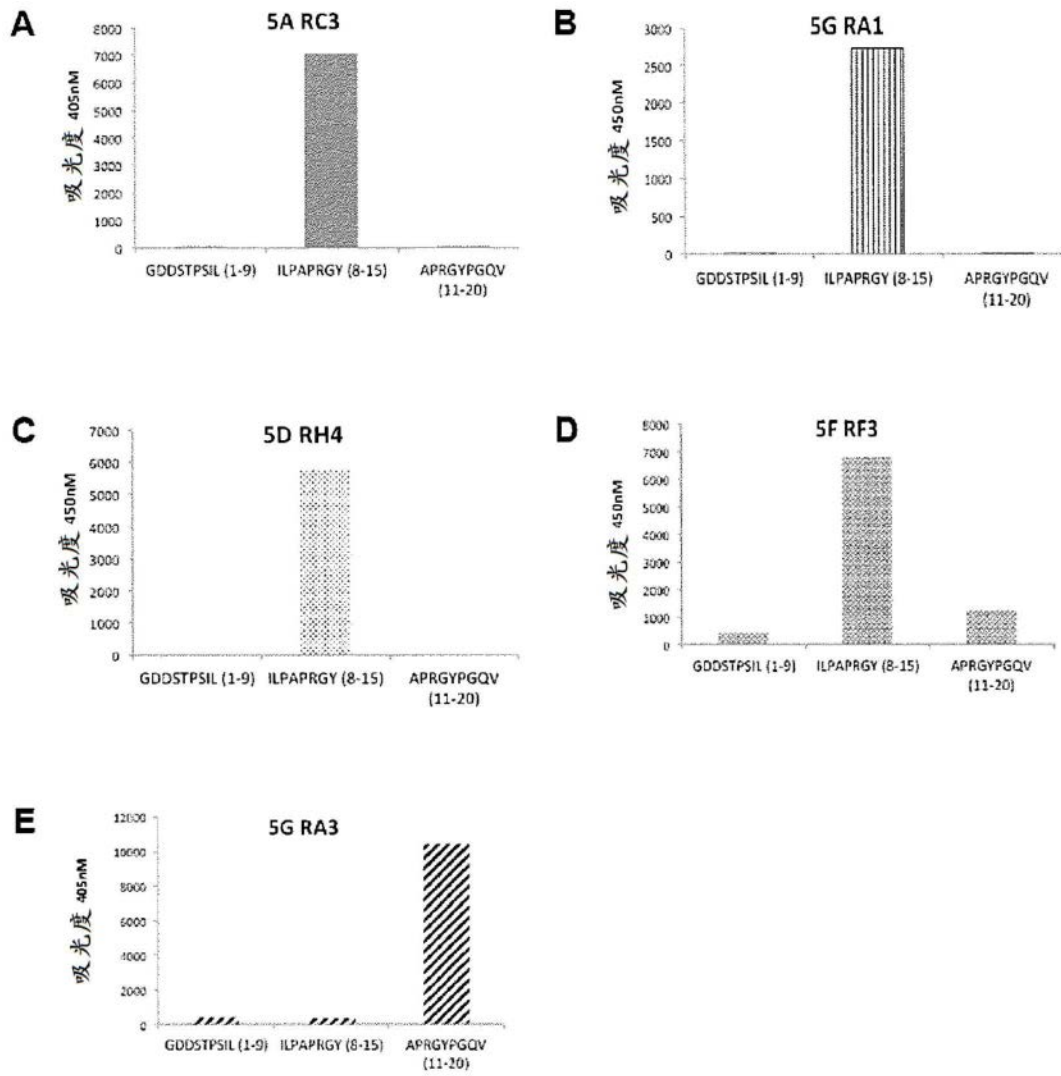 A
5A RC3
8000
7000
6000
5000
4000
3000
2000
1000
0
吸光度 405nM
GDDSTPSIL (1-9)
ILPAPRGY (8-15)
APRGYPGQV
(11-20)
B
5G RA1
3000
2500
2000
1500
1000
500
0
吸光度 450nM
GDDSTPSIL (1-9)
ILPAPRGY (8-15)
APRGYPGQV
(11-20)
C
5D RH4
7000
6000
5000
4000
3000
2000
1000
0
吸光度 450nM
GDDSTPSIL (1-9)
ILPAPRGY (8-15)
APRGYPGQV
(11-20)
D
5F RF3
8000
7000
6000
5000
4000
3000
2000
1000
0
吸光度 450nM
GDDSTPSIL (1-9)
ILPAPRGY (8-15)
APRGYPGQV
(11-20)
E
5G RA3
12000
10000
8000
6000
4000
2000
0
吸光度 405nM
GDDSTPSIL (1-9)
ILPAPRGY (8-15)
APRGYPGQV
(11-20)